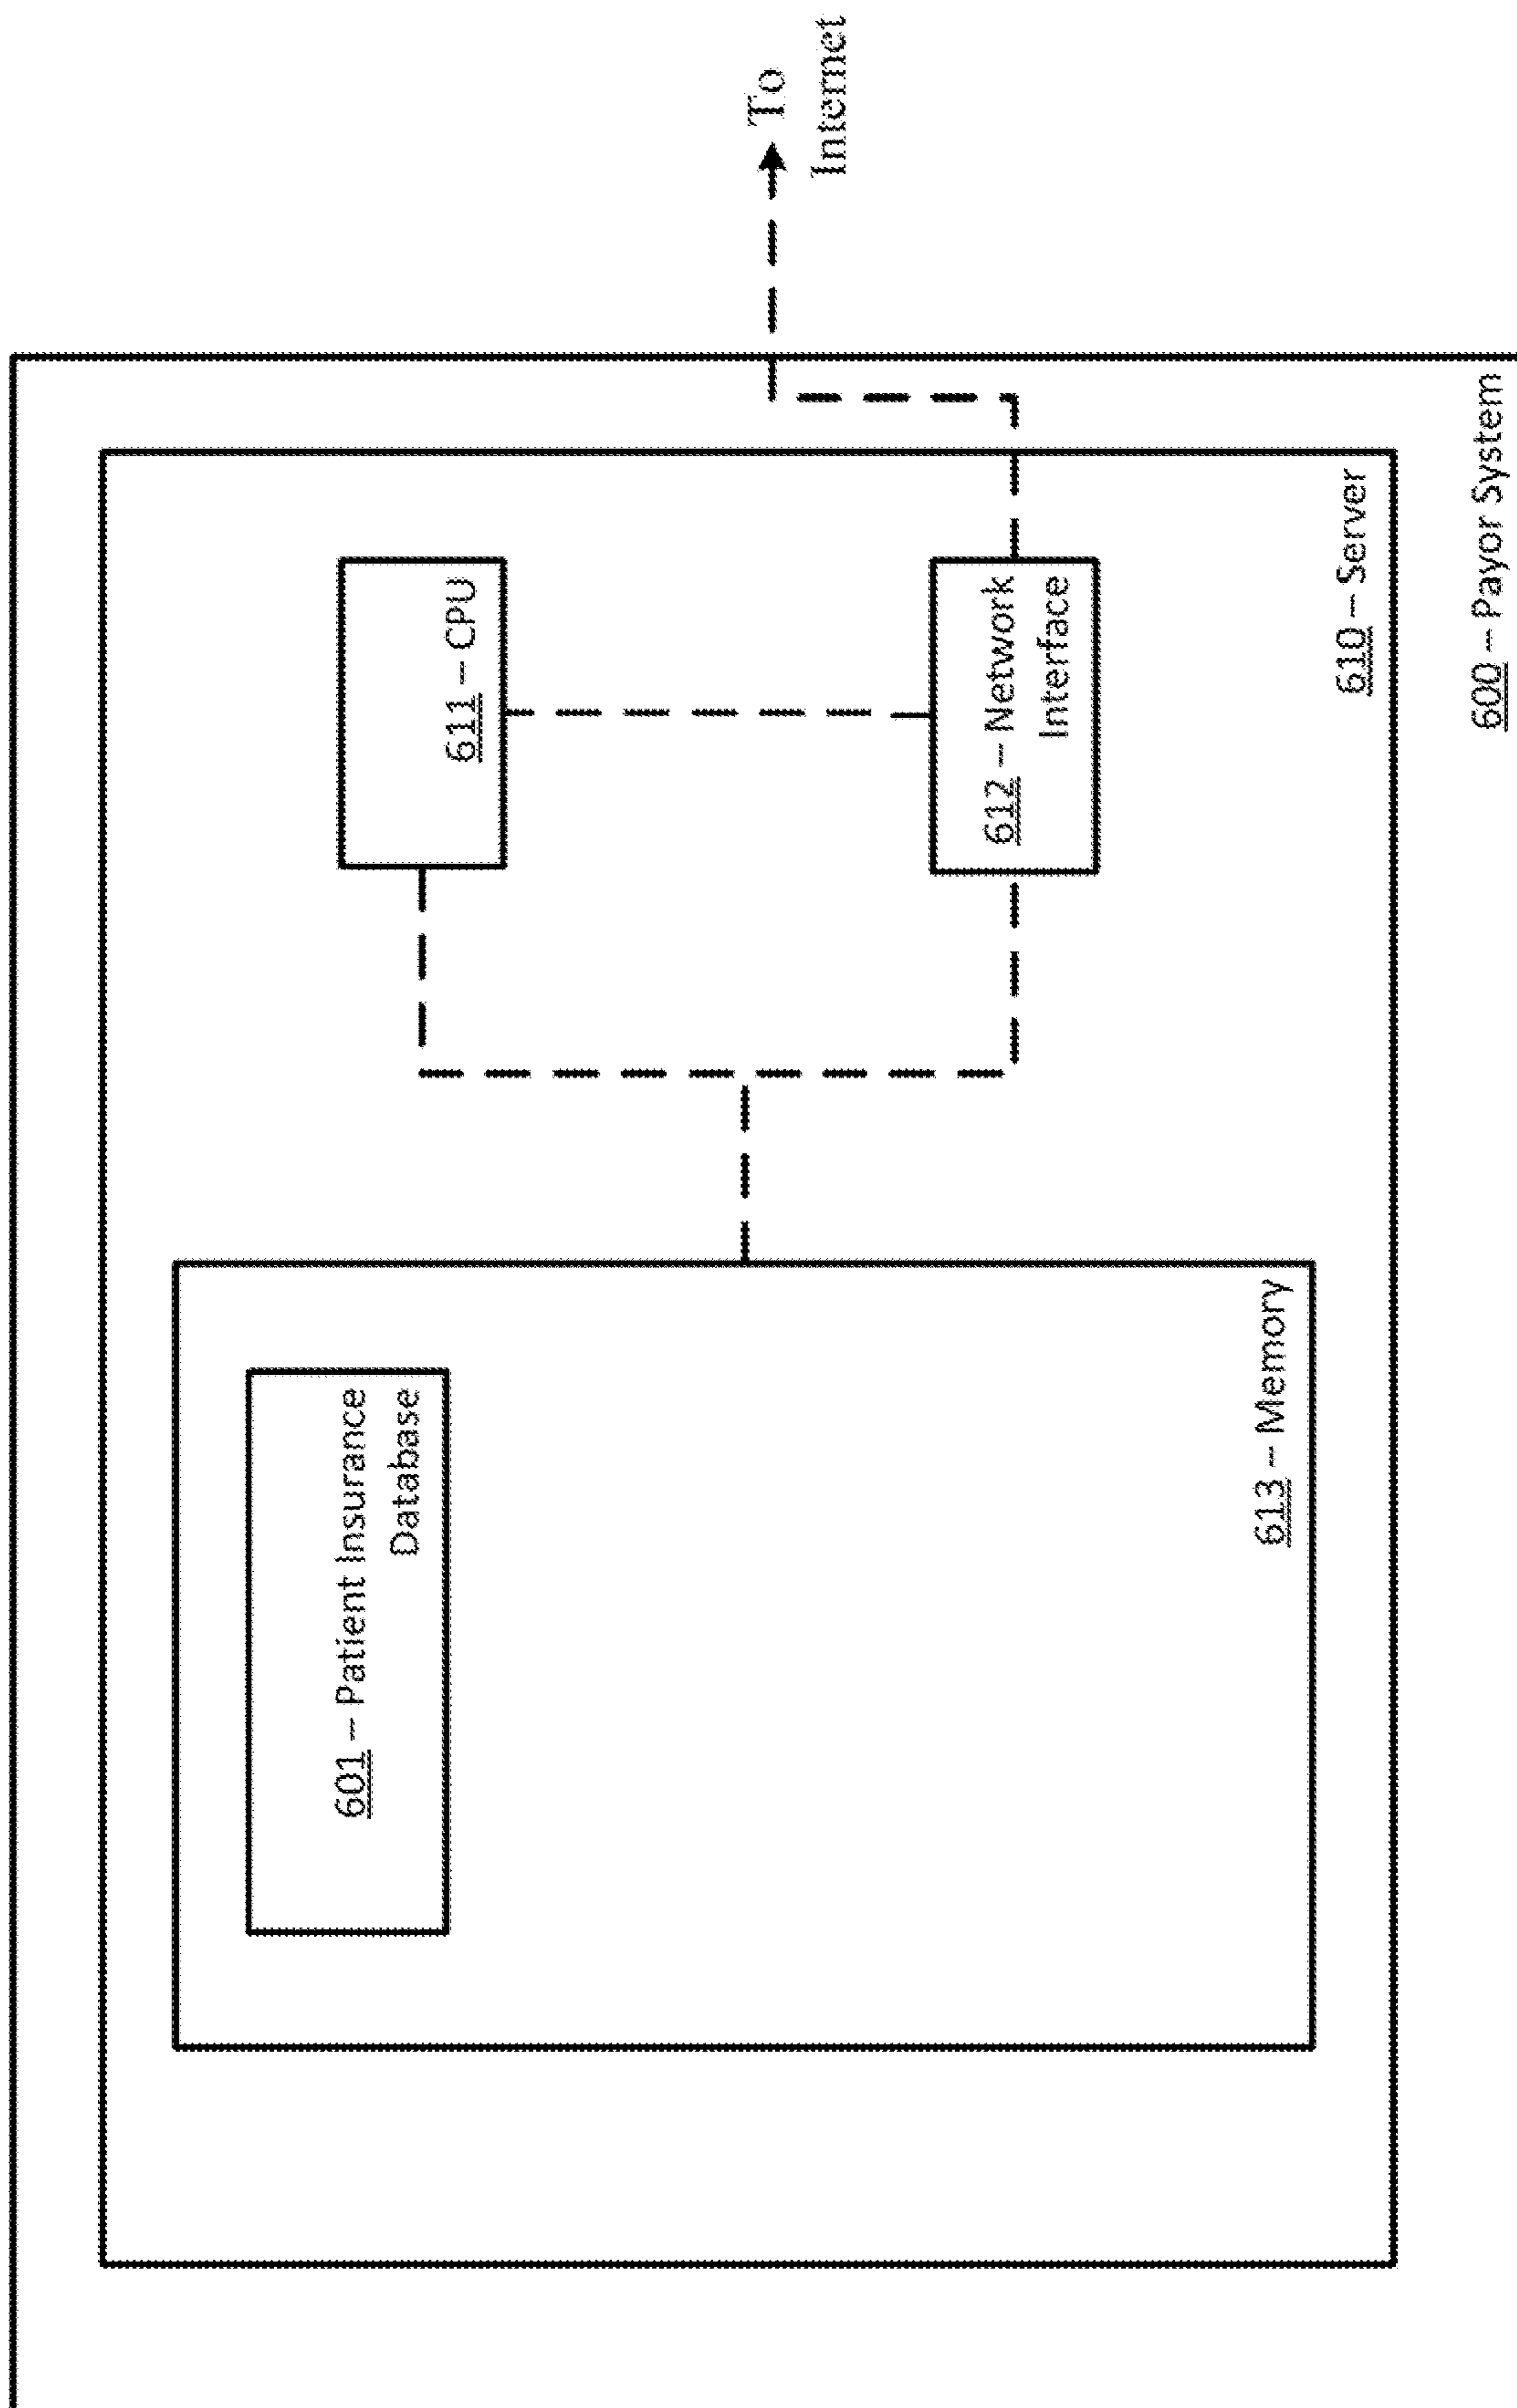 601 – Patient Insurance
Database
613 – Memory
611 – CPU
612 – Network
Interface
610 – Server
600 – Payor System
To
Internet